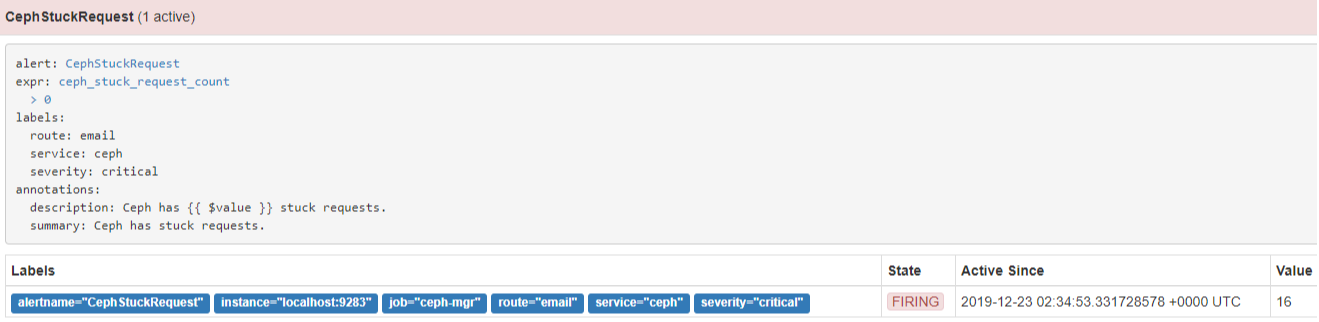 CephStuckRequest (1 active)
alert: CephStuckRequest
expr: ceph_stuck_request_count
  > 0
labels:
  route: email
  service: ceph
  severity: critical
annotations:
  description: Ceph has {{ $value }} stuck requests.
  summary: Ceph has stuck requests.
Labels State Active Since Value
alertname="CephStuckRequest" instance="localhost:9283" job="ceph-mgr" route="email" service="ceph" severity="critical" FIRING 2019-12-23 02:34:53.331728578 +0000 UTC 16